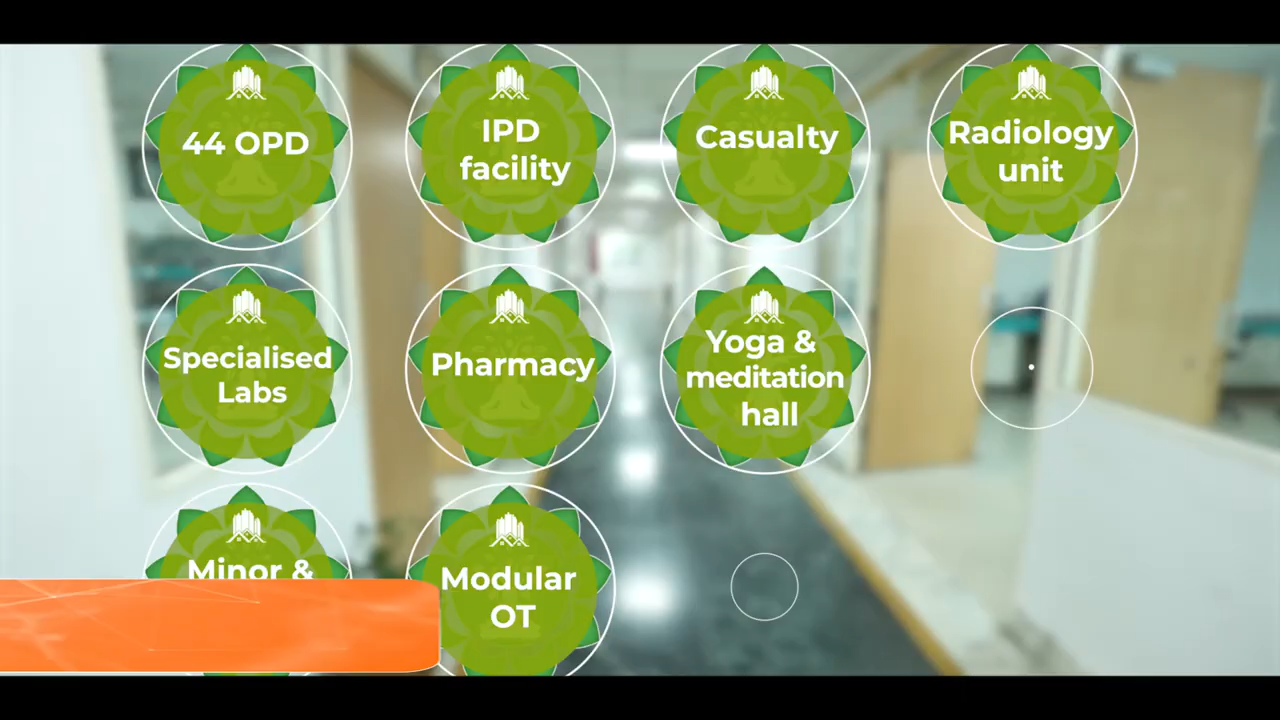 44 OPD
IPD
facility
Casualty
Radiology
unit
Specialised
Labs
Pharmacy
Yoga &
meditation
hall
Minor &
Modular
OT